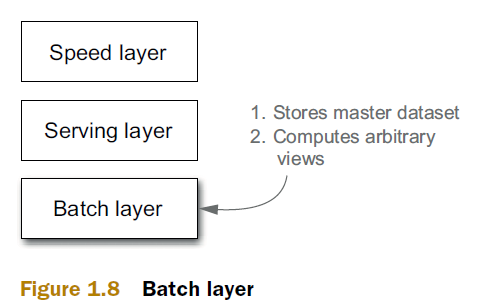 Speed layer
Serving layer
1. Stores master dataset
2. Computes arbitrary
views
Batch layer
Figure 1.8 Batch layer